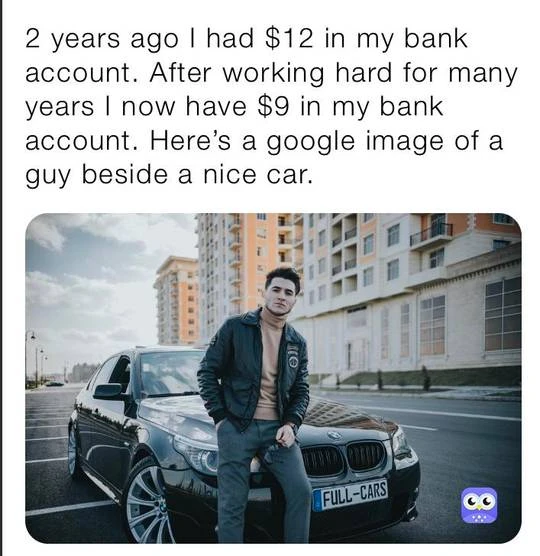 2 years ago I had $12 in my bank
account. After working hard for many
years I now have $9 in my bank
account. Here’s a google image of a
guy beside a nice car.
FULL-CARS